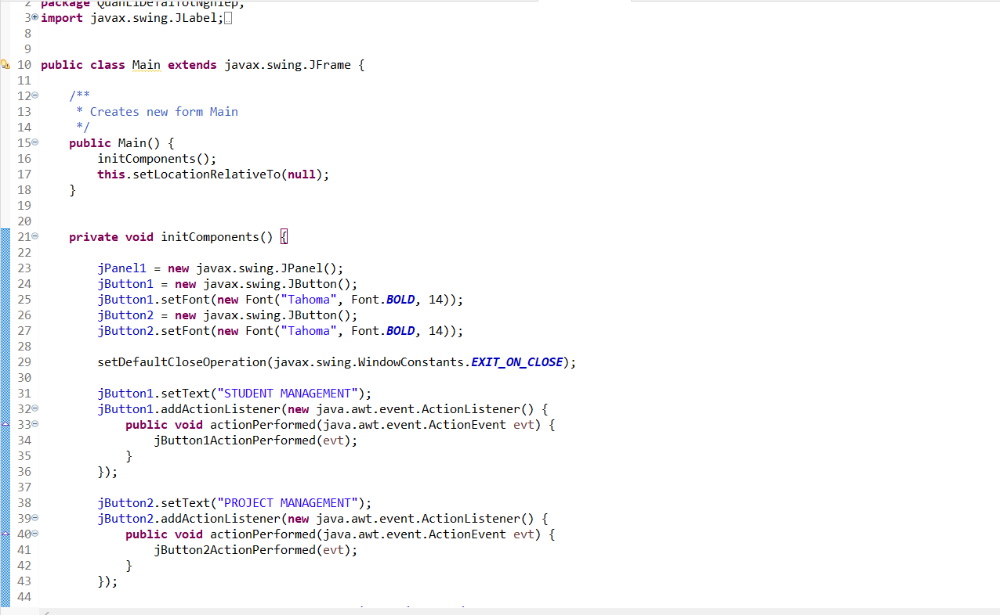 2 package QuanLiDeTaiTotNghiep;
3 import javax.swing.JLabel;
8
9
10 public class Main extends javax.swing.JFrame {
11
12 /**
13 * Creates new form Main
14 */
15 public Main() {
16 initComponents();
17 this.setLocationRelativeTo(null);
18 }
19
20
21 private void initComponents() {
22
23 jPanel1 = new javax.swing.JPanel();
24 jButton1 = new javax.swing.JButton();
25 jButton1.setFont(new Font("Tahoma", Font.BOLD, 14));
26 jButton2 = new javax.swing.JButton();
27 jButton2.setFont(new Font("Tahoma", Font.BOLD, 14));
28
29 setDefaultCloseOperation(javax.swing.WindowConstants.EXIT_ON_CLOSE);
30
31 jButton1.setText("STUDENT MANAGEMENT");
32 jButton1.addActionListener(new java.awt.event.ActionListener() {
33 public void actionPerformed(java.awt.event.ActionEvent evt) {
34 jButton1ActionPerformed(evt);
35 }
36 });
37
38 jButton2.setText("PROJECT MANAGEMENT");
39 jButton2.addActionListener(new java.awt.event.ActionListener() {
40 public void actionPerformed(java.awt.event.ActionEvent evt) {
41 jButton2ActionPerformed(evt);
42 }
43 });
44